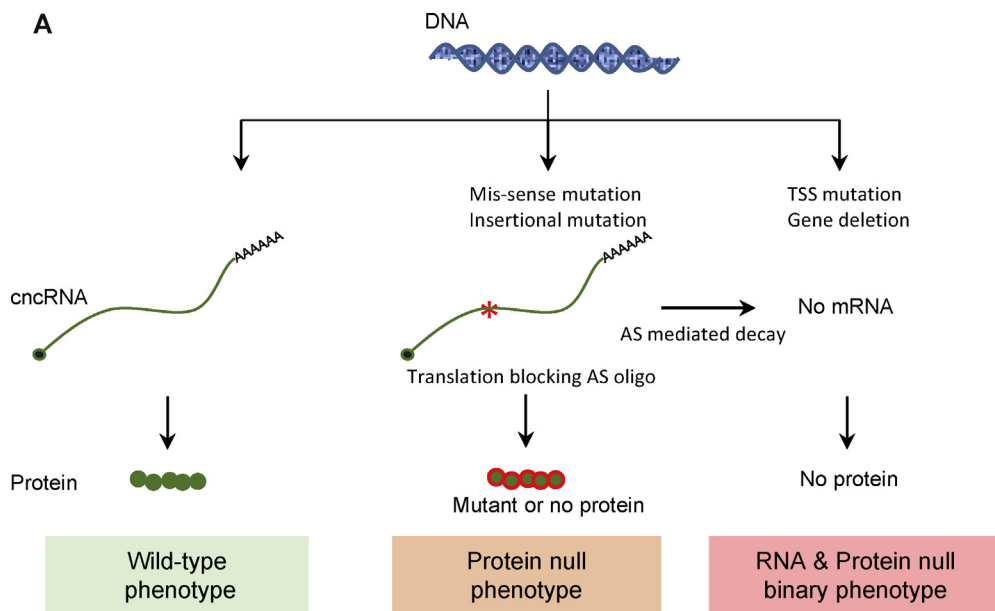 A
DNA
Mis-sense mutation
Insertional mutation
TSS mutation
Gene deletion
AAAAAA
AAAAAA
cncRNA
No mRNA
AS mediated decay
Translation blocking AS oligo
Protein
Mutant or no protein
No protein
Wild-type
phenotype
Protein null
phenotype
RNA & Protein null
binary phenotype